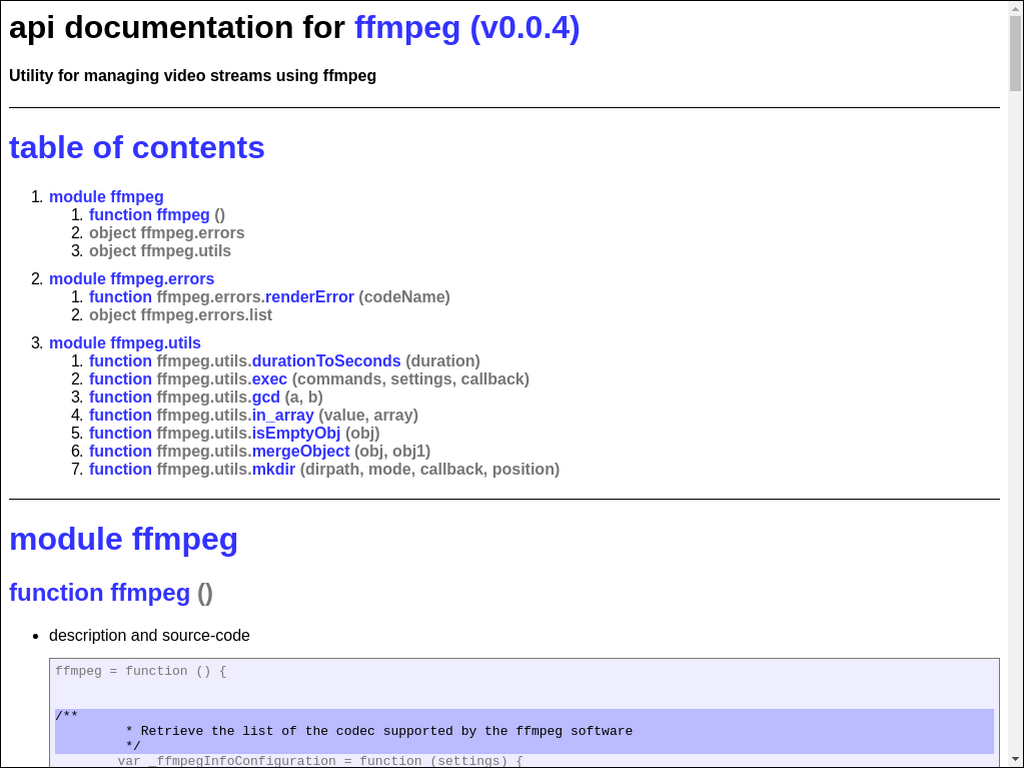 api documentation for ffmpeg (v0.0.4)
Utility for managing video streams using ffmpeg
table of contents
1. module ffmpeg
1. function ffmpeg ()
2. object ffmpeg.errors
3. object ffmpeg.utils
2. module ffmpeg.errors
1. function ffmpeg.errors.renderError (codeName)
2. object ffmpeg.errors.list
3. module ffmpeg.utils
1. function ffmpeg.utils.durationToSeconds (duration)
2. function ffmpeg.utils.exec (commands, settings, callback)
3. function ffmpeg.utils.gcd (a, b)
4. function ffmpeg.utils.in_array (value, array)
5. function ffmpeg.utils.isEmptyObj (obj)
6. function ffmpeg.utils.mergeObject (obj, obj1)
7. function ffmpeg.utils.mkdir (dirpath, mode, callback, position)
module ffmpeg
function ffmpeg ()
• description and source-code
ffmpeg = function () {
/**
* Retrieve the list of the codec supported by the ffmpeg software
*/
var _ffmpegInfoConfiguration = function (settings) {